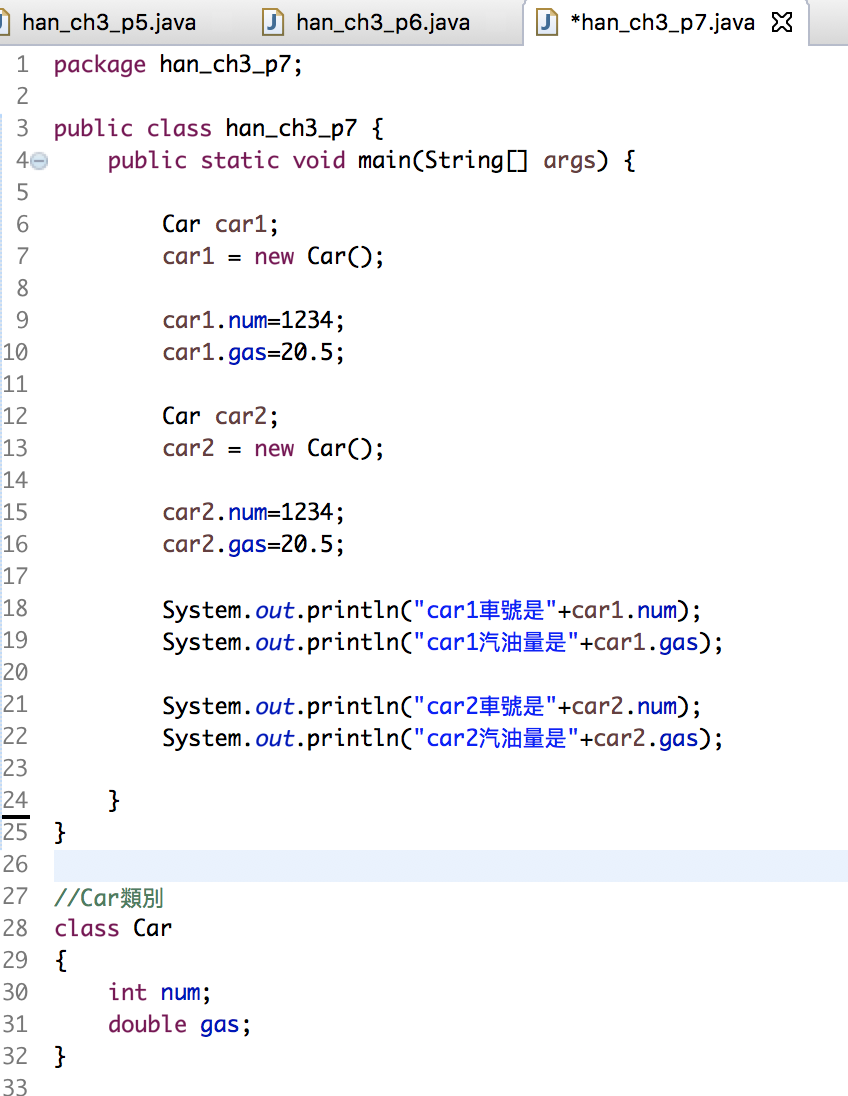 han_ch3_p5.java han_ch3_p6.java *han_ch3_p7.java
1 package han_ch3_p7;
2
3 public class han_ch3_p7 {
4 public static void main(String[] args) {
5
6 Car car1;
7 car1 = new Car();
8
9 car1.num=1234;
10 car1.gas=20.5;
11
12 Car car2;
13 car2 = new Car();
14
15 car2.num=1234;
16 car2.gas=20.5;
17
18 System.out.println("car1車號是"+car1.num);
19 System.out.println("car1汽油量是"+car1.gas);
20
21 System.out.println("car2車號是"+car2.num);
22 System.out.println("car2汽油量是"+car2.gas);
23
24 }
25 }
26
27 //Car類別
28 class Car
29 {
30 int num;
31 double gas;
32 }
33